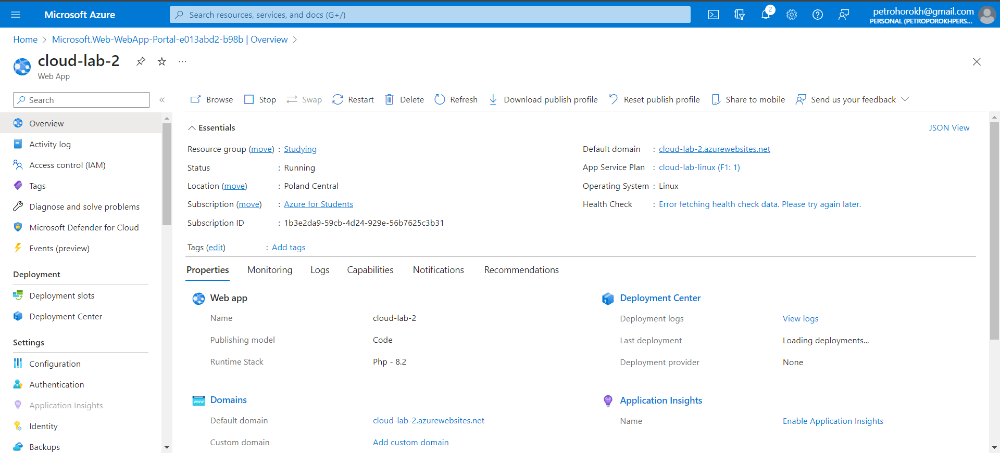 Microsoft Azure
Search resources, services, and docs (G+/)
2
petrohorokh@gmail.com
PERSONAL (PETROPOROKHPERS...
Home > Microsoft.Web-WebApp-Portal-e013abd2-b98b | Overview >
cloud-lab-2
...
Web App
Search
«
Browse Stop Swap Restart Delete Refresh Download publish profile Reset publish profile Share to mobile Send us your feedback
Overview
Activity log
Access control (IAM)
Tags
Diagnose and solve problems
Microsoft Defender for Cloud
Events (preview)
Deployment
Deployment slots
Deployment Center
Settings
Configuration
Authentication
Application Insights
Identity
Backups
Essentials
JSON View
Resource group (move) : Studying
Status : Running
Location (move) : Poland Central
Subscription (move) : Azure for Students
Subscription ID : 1b3e2da9-59cb-4d24-929e-56b7625c3b31
Default domain : cloud-lab-2.azurewebsites.net
App Service Plan : cloud-lab-linux (F1: 1)
Operating System : Linux
Health Check : Error fetching health check data. Please try again later.
Tags (edit) : Add tags
Properties Monitoring Logs Capabilities Notifications Recommendations
Web app
Name cloud-lab-2
Publishing model Code
Runtime Stack Php - 8.2
Deployment Center
Deployment logs View logs
Last deployment Loading deployments...
Deployment provider None
www
Domains
Default domain cloud-lab-2.azurewebsites.net
Custom domain Add custom domain
Application Insights
Name Enable Application Insights